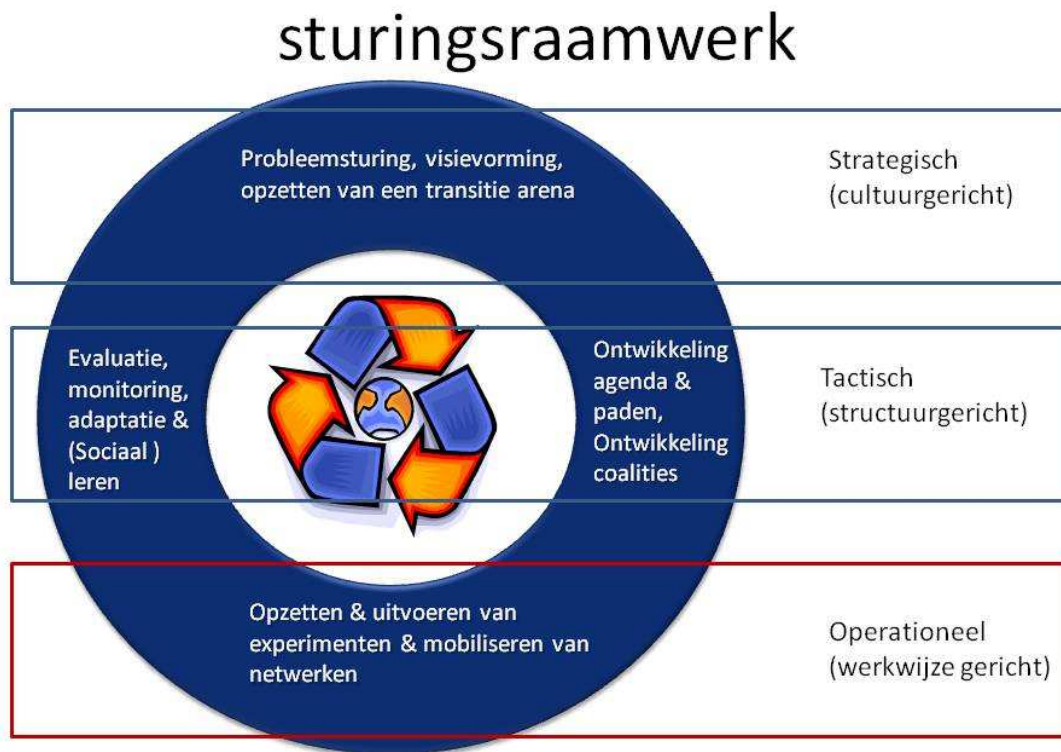 sturingsraamwerk
Probleemsturing, visievorming,
opzetten van een transitie arena
Strategisch
(cultuurgericht)
Evaluatie,
monitoring,
adaptatie &
(Sociaal )
leren
Ontwikkeling
agenda &
paden,
Ontwikkeling
coalities
Tactisch
(structuurgericht)
Opzetten & uitvoeren van
experimenten & mobiliseren van
netwerken
Operationeel
(werkwijze gericht)